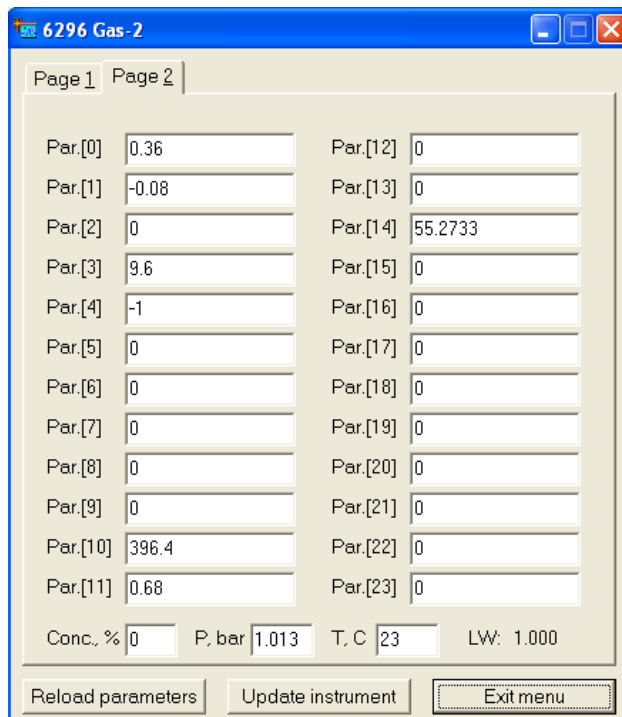 6296 Gas-2
Page 1 Page 2
Par.[0] 0.36 Par.[12] 0
Par.[1] -0.08 Par.[13] 0
Par.[2] 0 Par.[14] 55.2733
Par.[3] 9.6 Par.[15] 0
Par.[4] -1 Par.[16] 0
Par.[5] 0 Par.[17] 0
Par.[6] 0 Par.[18] 0
Par.[7] 0 Par.[19] 0
Par.[8] 0 Par.[20] 0
Par.[9] 0 Par.[21] 0
Par.[10] 396.4 Par.[22] 0
Par.[11] 0.68 Par.[23] 0
Conc., % 0 P, bar 1.013 T, C 23 LW: 1.000
Reload parameters Update instrument Exit menu